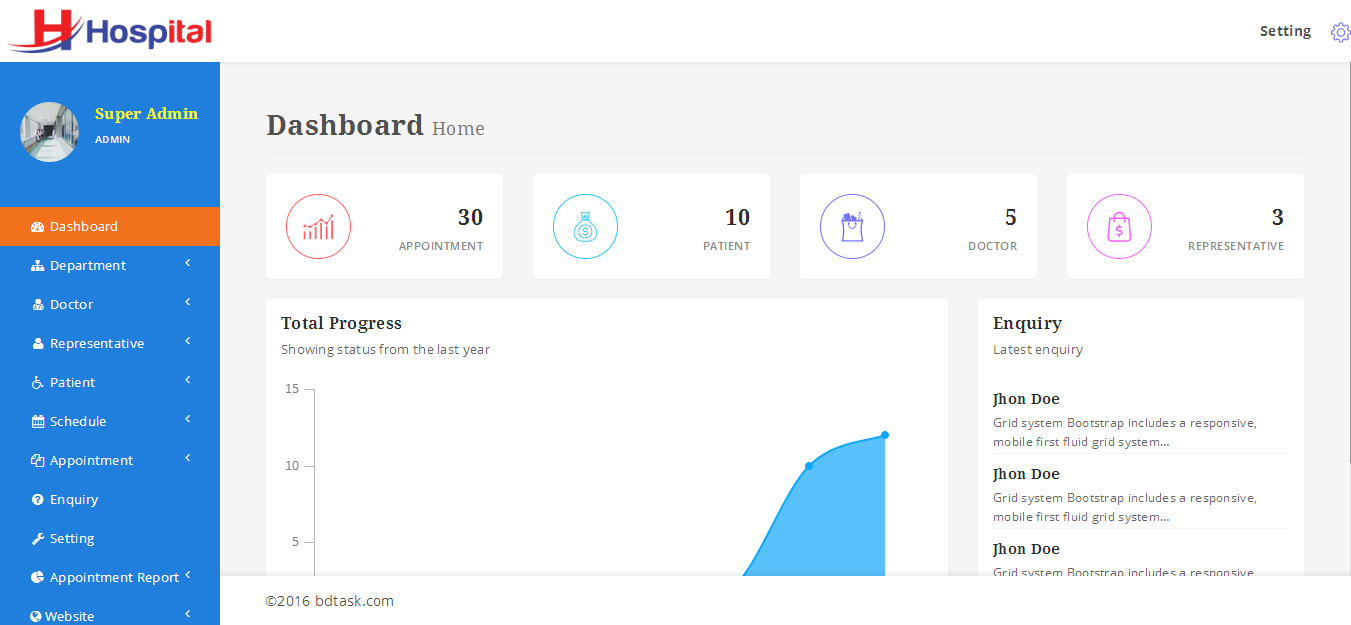 Hospital
Setting
Super Admin
ADMIN
Dashboard
Department
Doctor
Representative
Patient
Schedule
Appointment
Enquiry
Setting
Appointment Report
Website
Dashboard Home
30
APPOINTMENT
10
PATIENT
5
DOCTOR
3
REPRESENTATIVE
Total Progress
Showing status from the last year
15
10
5
Enquiry
Latest enquiry
Jhon Doe
Grid system Bootstrap includes a responsive,
mobile first fluid grid system...
Jhon Doe
Grid system Bootstrap includes a responsive,
mobile first fluid grid system...
Jhon Doe
Grid system Bootstrap includes a responsive,
©2016 bdtask.com